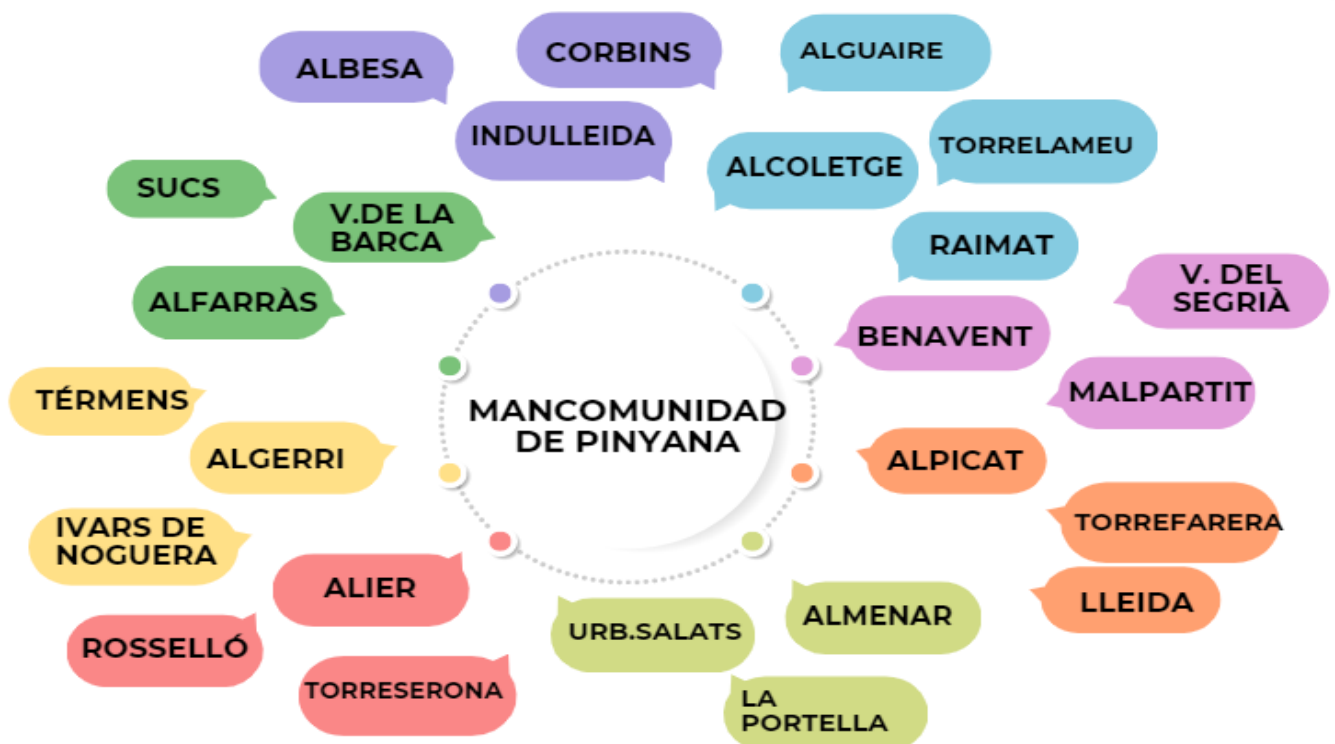 CORBINS
ALGUAIRE
ALBESA
INDULLEIDA
TORRELAMEU
ALCOLETGE
SUCS
V.DE LA
BARCA
RAIMAT
V. DEL
SEGRIÀ
ALFARRÀS
BENAVENT
MALPARTIT
TÉRMENS
MANCOMUNIDAD
DE PINYANA
ALGERRI
ALPICAT
IVARS DE
NOGUERA
TORREFARERA
ALIER
LLEIDA
ALMENAR
URB.SALATS
ROSSELLÓ
TORRESERONA
LA
PORTELLA